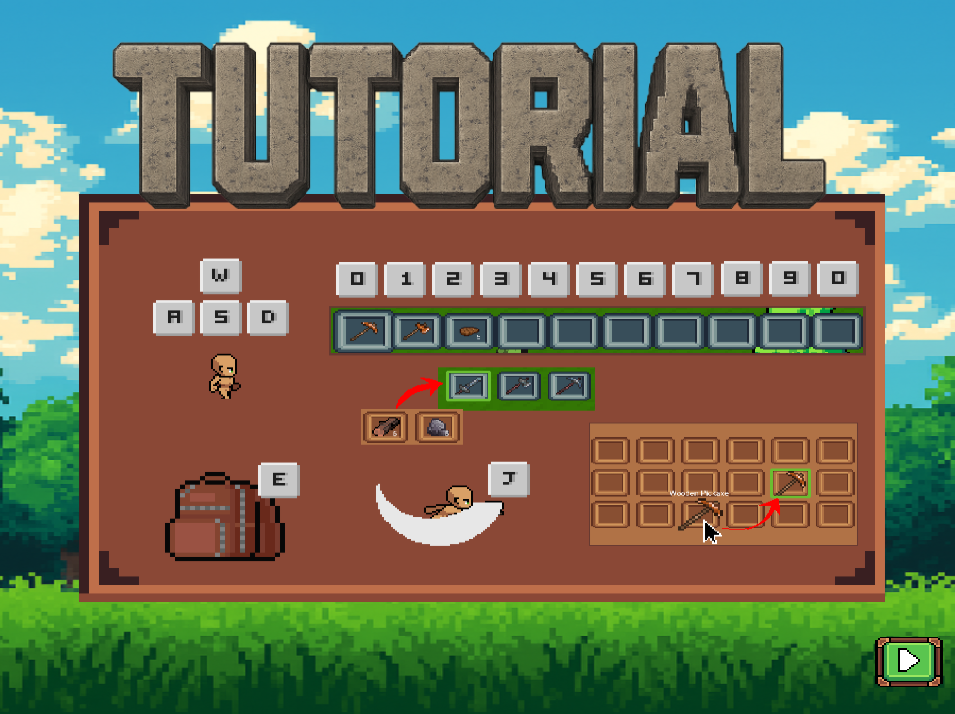 TUTORIAL
W
0 1 2 3 4 5 6 7 8 9 0
A S D
E
J
Wooden Pickaxe